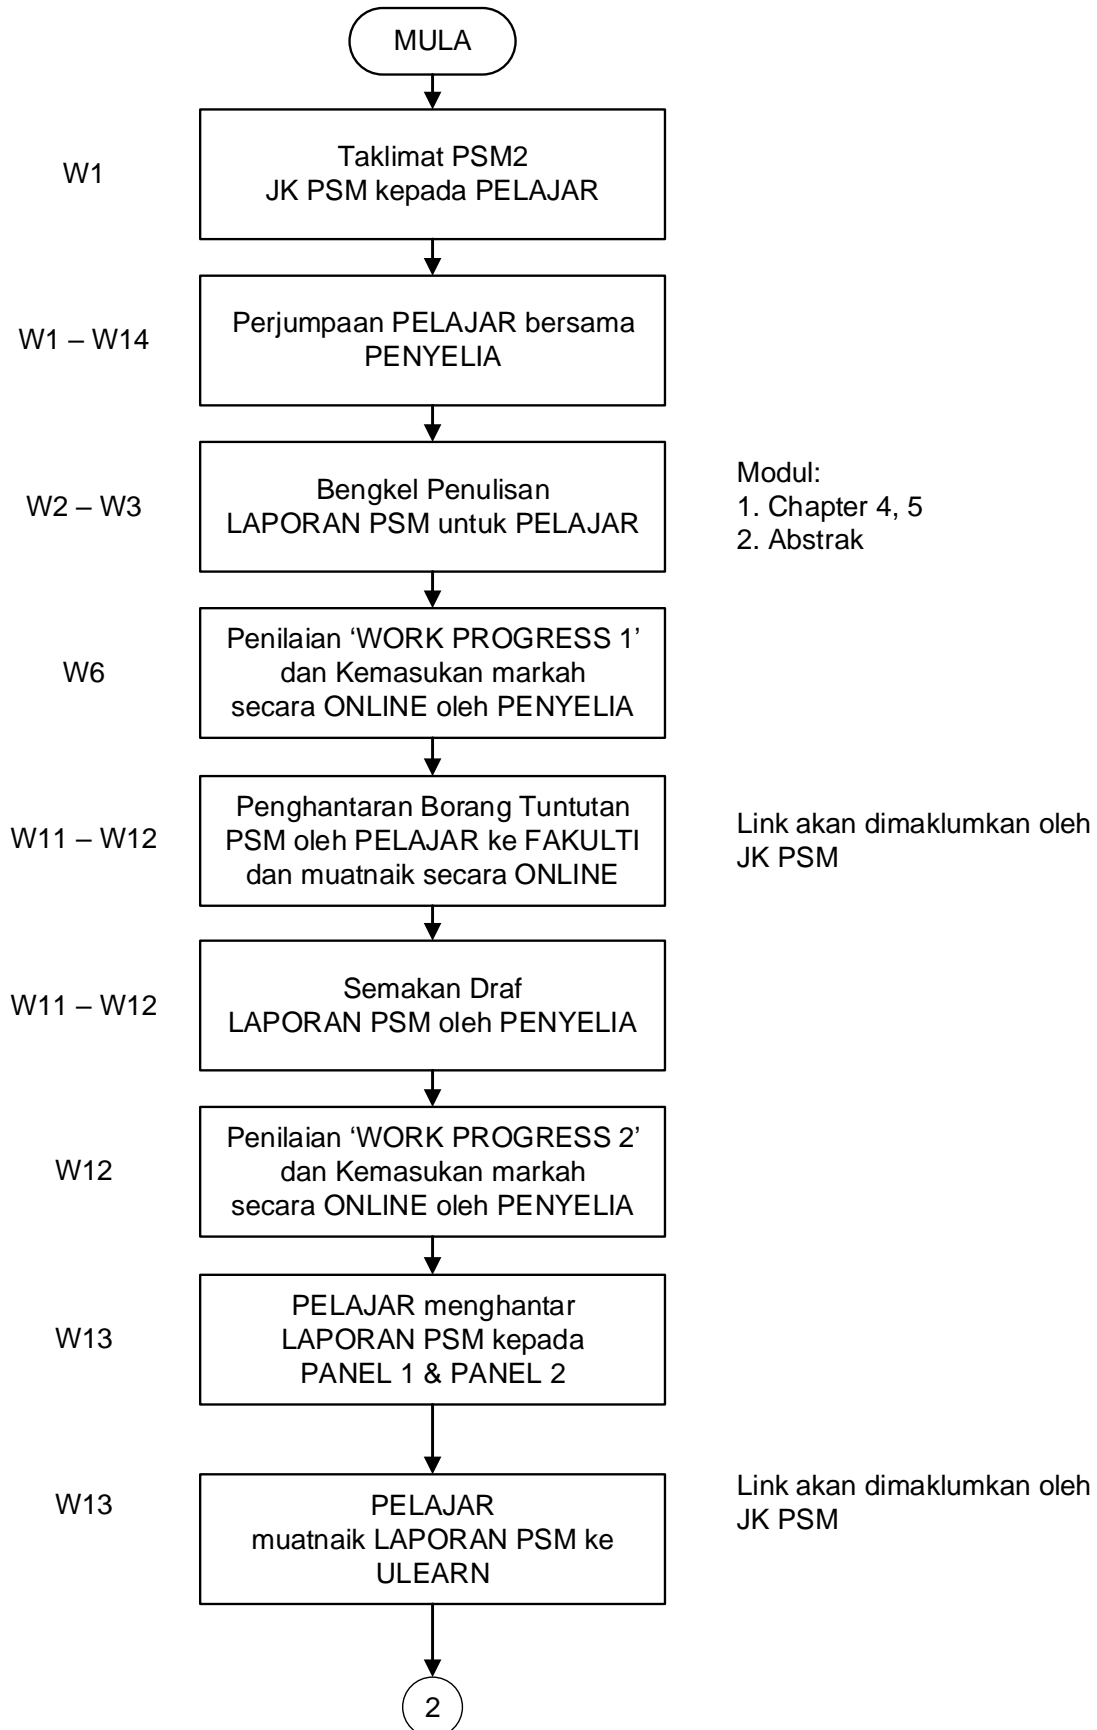 MULA
W1
Taklimat PSM2
JK PSM kepada PELAJAR
W1 – W14
Perjumpaan PELAJAR bersama
PENYELIA
W2 – W3
Bengkel Penulisan
LAPORAN PSM untuk PELAJAR
Modul:
1. Chapter 4, 5
2. Abstrak
W6
Penilaian ‘WORK PROGRESS 1’
dan Kemasukan markah
secara ONLINE oleh PENYELIA
W11 – W12
Penghantaran Borang Tuntutan
PSM oleh PELAJAR ke FAKULTI
dan muatnaik secara ONLINE
Link akan dimaklumkan oleh
JK PSM
W11 – W12
Semakan Draf
LAPORAN PSM oleh PENYELIA
W12
Penilaian ‘WORK PROGRESS 2’
dan Kemasukan markah
secara ONLINE oleh PENYELIA
W13
PELAJAR menghantar
LAPORAN PSM kepada
PANEL 1 & PANEL 2
W13
PELAJAR
muatnaik LAPORAN PSM ke
ULEARN
Link akan dimaklumkan oleh
JK PSM
2